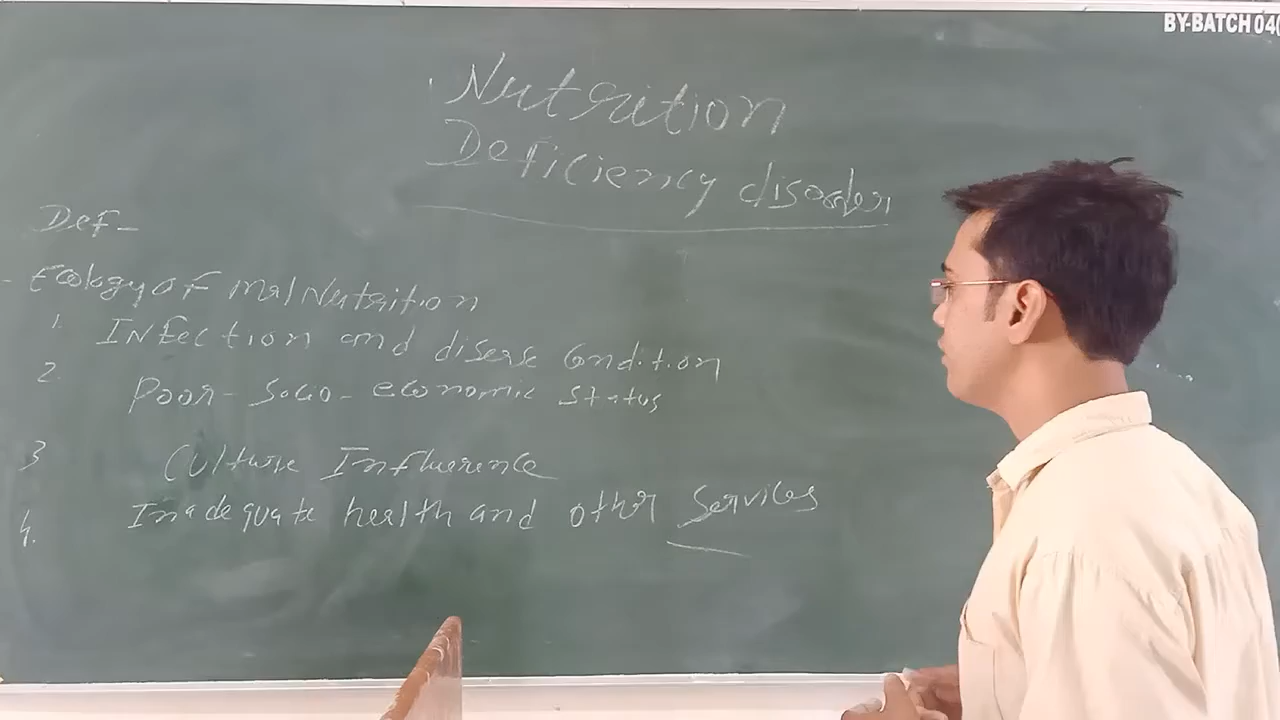 BY-BATCH 04(
Nutrition
Deficiency disorder
Def-
- Ecology of malNutrition
1. Infection and disease Condition
2. Poor-Socio-economic status
3 Culture Influerence
4. Inadequate health and other Services